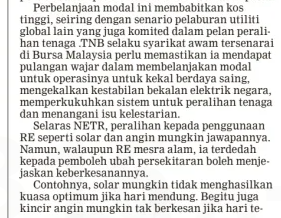 Perbelanjaan modal ini membabitkan kos
tinggi, seiring dengan senario pelaburan utiliti
global lain yang juga komited dalam pelan perali-
han tenaga .TNB selaku syarikat awam tersenarai
di Bursa Malaysia perlu memastikan ia mendapat
pulangan wajar dalam membelanjakan modal
untuk operasinya untuk kekal berdaya saing,
mengekalkan kestabilan bekalan elektrik negara,
memperkukuhkan sistem untuk peralihan tenaga
dan menangani isu kelestarian.
Selaras NETR, peralihan kepada penggunaan
RE seperti solar dan angin mungkin jawapannya.
Namun, walaupun RE mesra alam, ia terdedah
kepada pemboleh ubah persekitaran boleh menje-
jaskan keberkesanannya.
Contohnya, solar mungkin tidak menghasilkan
kuasa optimum jika hari mendung. Begitu juga
kincir angin mungkin tak berkesan jika hari te-